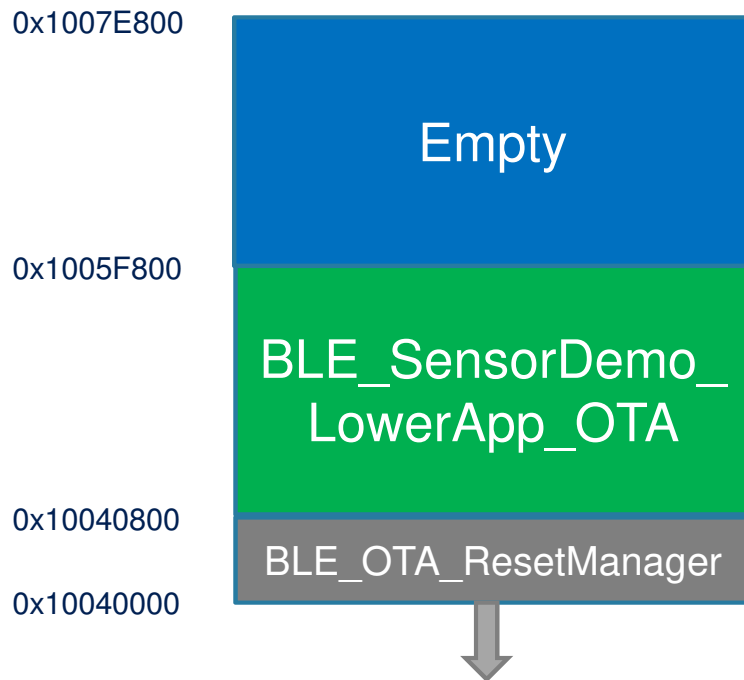 0x1007E800
Empty
0x1005F800
BLE_SensorDemo_
LowerApp_OTA
0x10040800
BLE_OTA_ResetManager
0x10040000